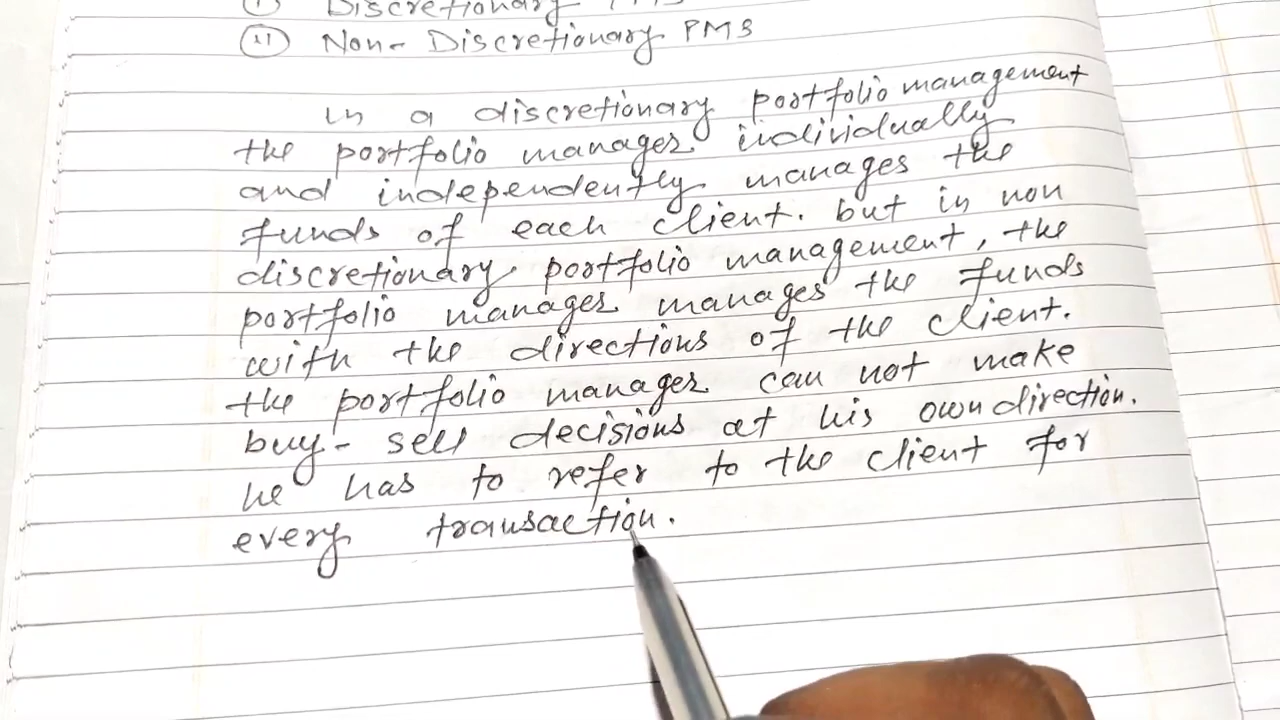 (i) Discretionary PMS
(ii) Non-Discretionary PMS
in a discretionary portfolio management
the portfolio manager individually
and independently manages the
funds of each client. but in non
discretionary portfolio management, the
portfolio manager manages the funds
with the directions of the client.
the portfolio manager can not make
buy-sell decisions at his own direction.
he has to refer to the client for
every transaction.